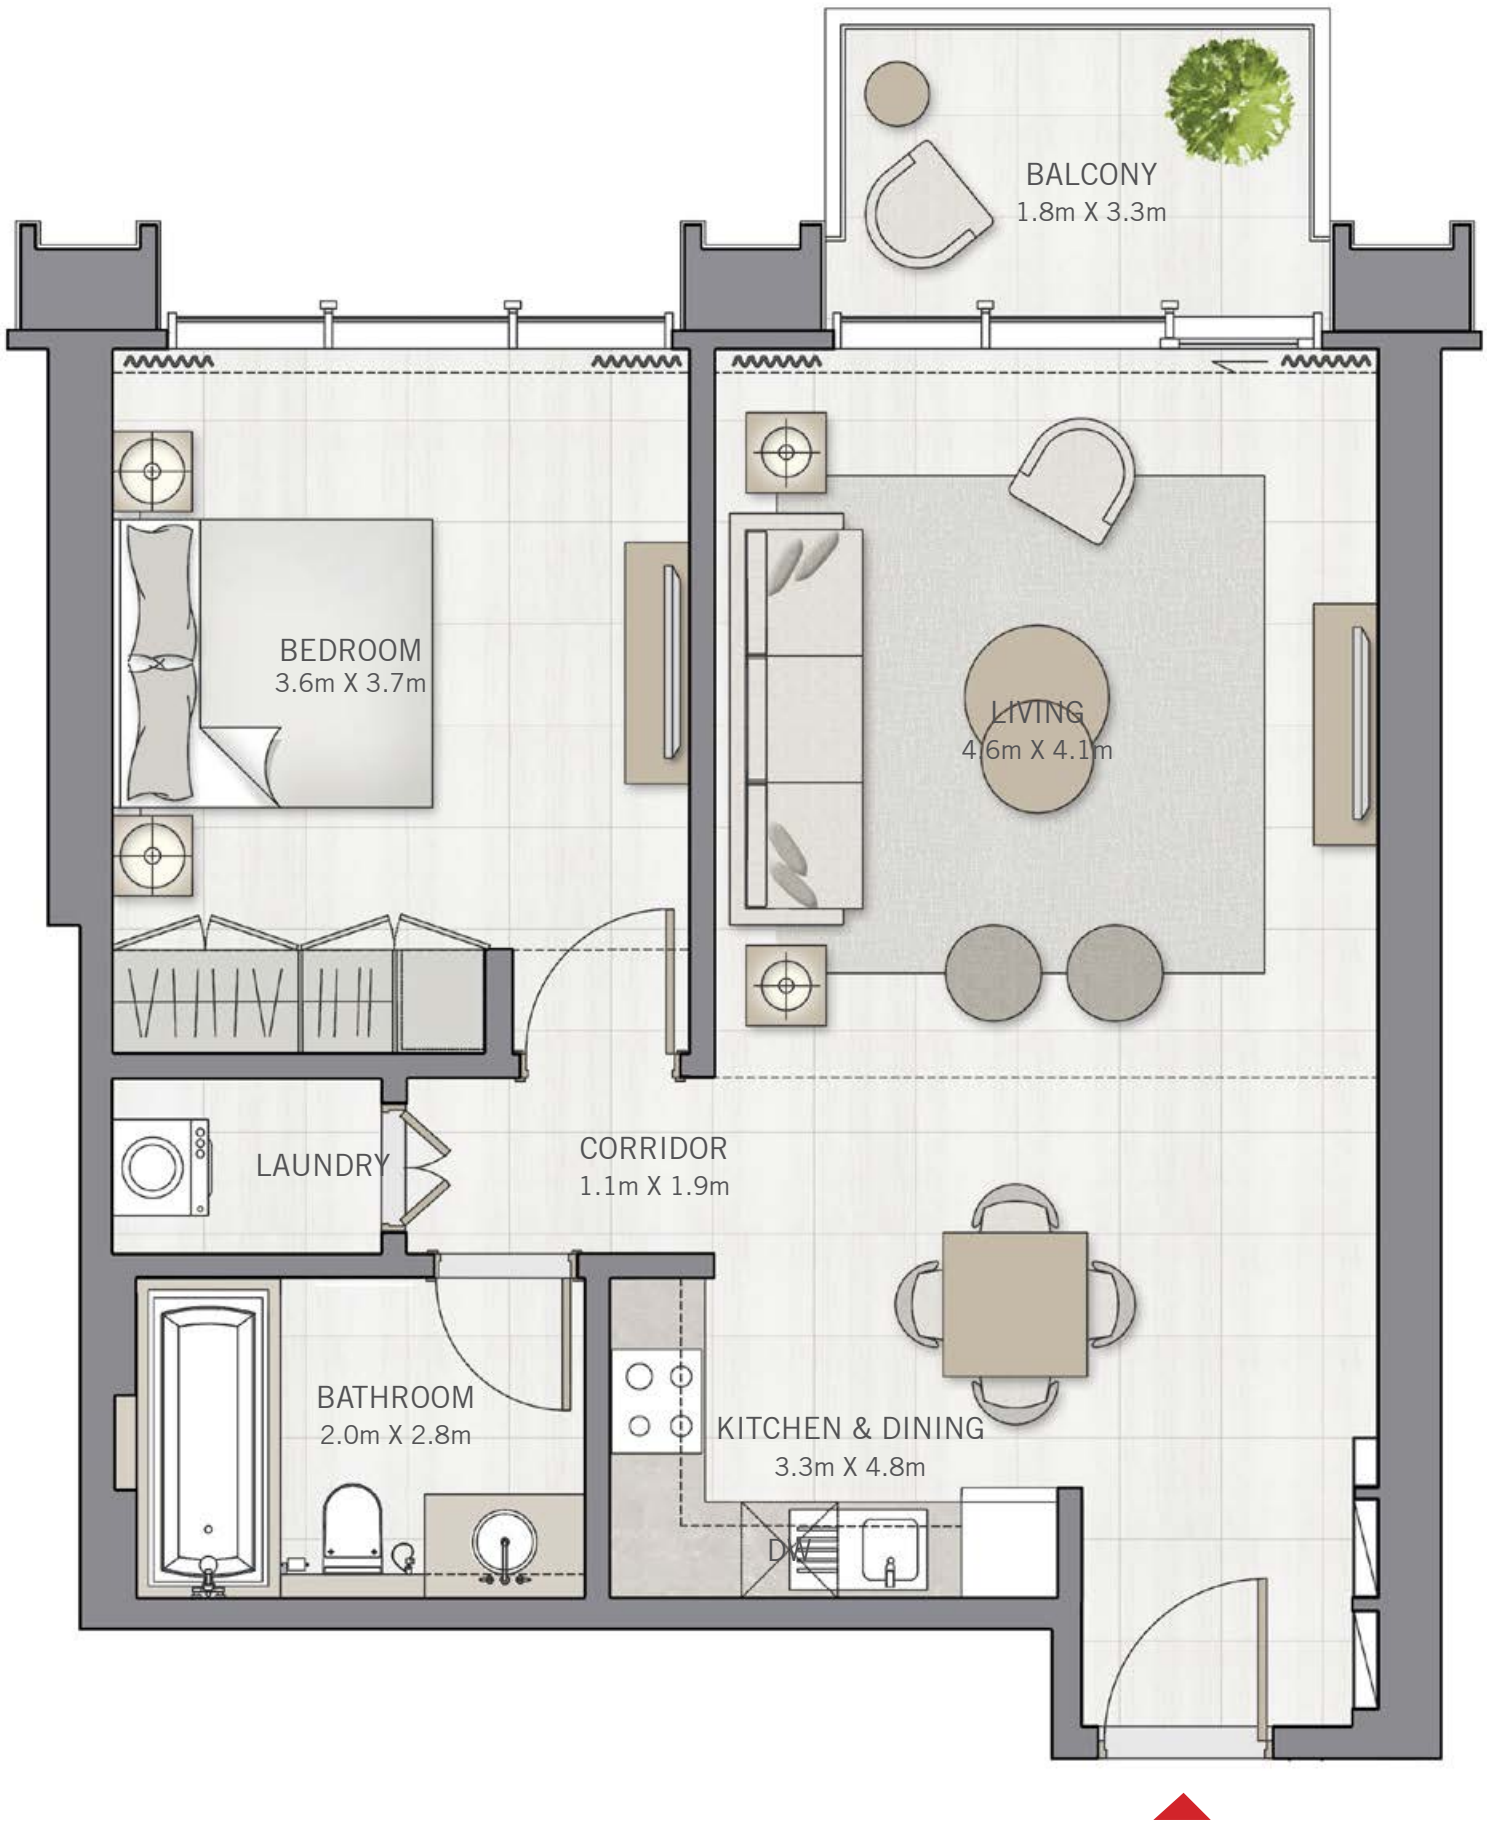 BALCONY
1.8m X 3.3m
BEDROOM
3.6m X 3.7m
LIVING
4.6m X 4.1m
CORRIDOR
1.1m X 1.9m
LAUNDRY
BATHROOM
2.0m X 2.8m
KITCHEN & DINING
3.3m X 4.8m
DW